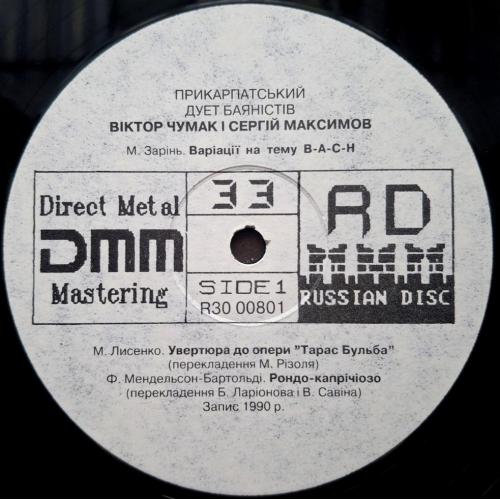 ПРИКАРПАТСЬКИЙ
ДУЕТ БАЯНІСТІВ
ВІКТОР ЧУМАК І СЕРГІЙ МАКСИМОВ
М. Зарінь. Варіації на тему B-A-C-H
Direct Metal
DMM
Mastering
33
SIDE 1
R30 00801
RD
RUSSIAN DISC
М. Лисенко. Увертюра до опери "Тарас Бульба"
(перекладення М. Різоля)
Ф. Мендельсон-Бартольді. Рондо-капрічіозо
(перекладення Б. Ларіонова і В. Савіна)
Запис 1990 р.